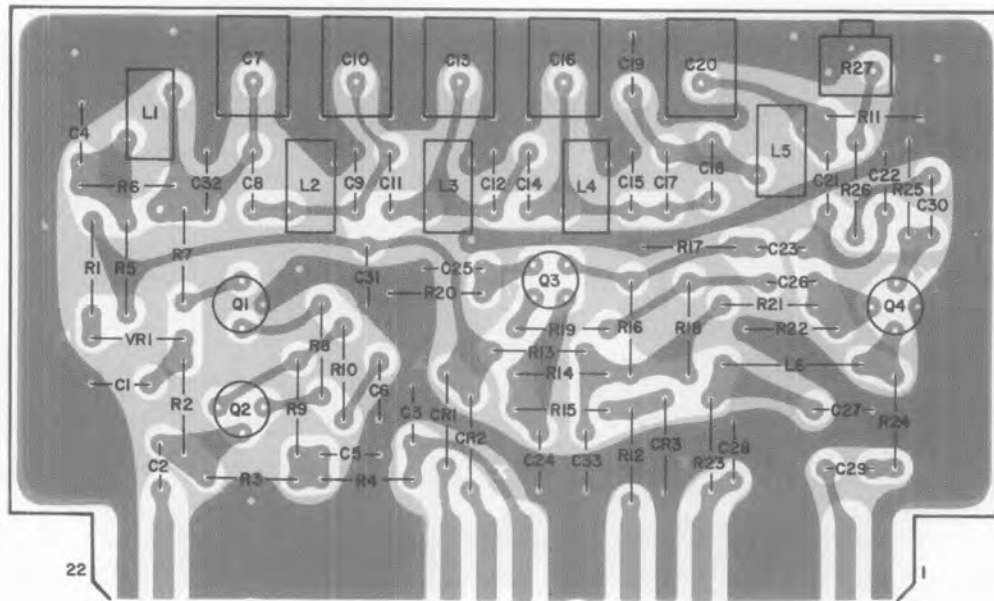 C7 C10 C13 C16 C19 C20 R27
L1 C4 R11
R6 C32 C8 L2 C9 C11 L3 C12 C14 L4 C15 C17 C18 L5 C21 R26 C22 R25 C30
R1 R5 R7 C31 C25 R17 C23
Q1 R20 Q3 C26 Q4
VR1 R8 R10 R19 R16 R18 R21 R22
R13 L6
C1 R2 Q2 R9 C6 C3 CR1 R14
CR2 R15 R12 CR3 R23 C28 C27 R24
C2 R3 C5 R4 C24 C33 C29
22 1